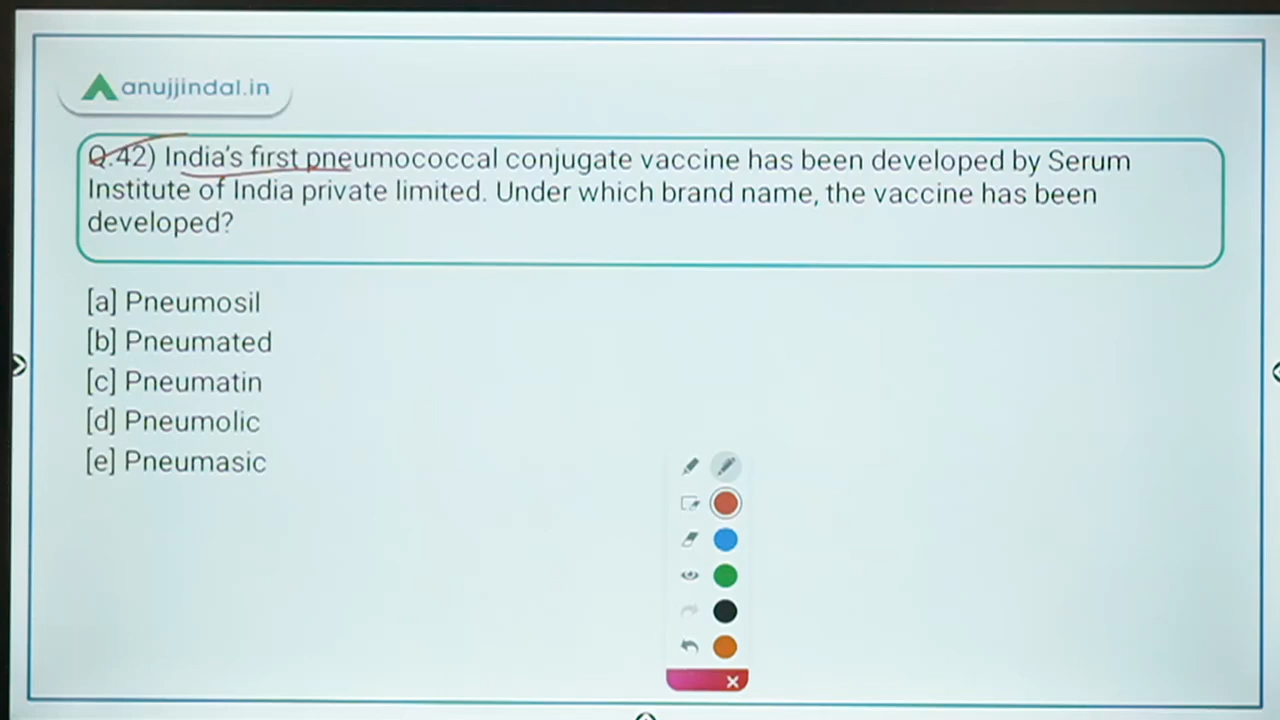 anujjindal.in
Q.42) India's first pneumococcal conjugate vaccine has been developed by Serum
Institute of India private limited. Under which brand name, the vaccine has been
developed?
[a] Pneumosil
[b] Pneumated
[c] Pneumatin
[d] Pneumolic
[e] Pneumasic